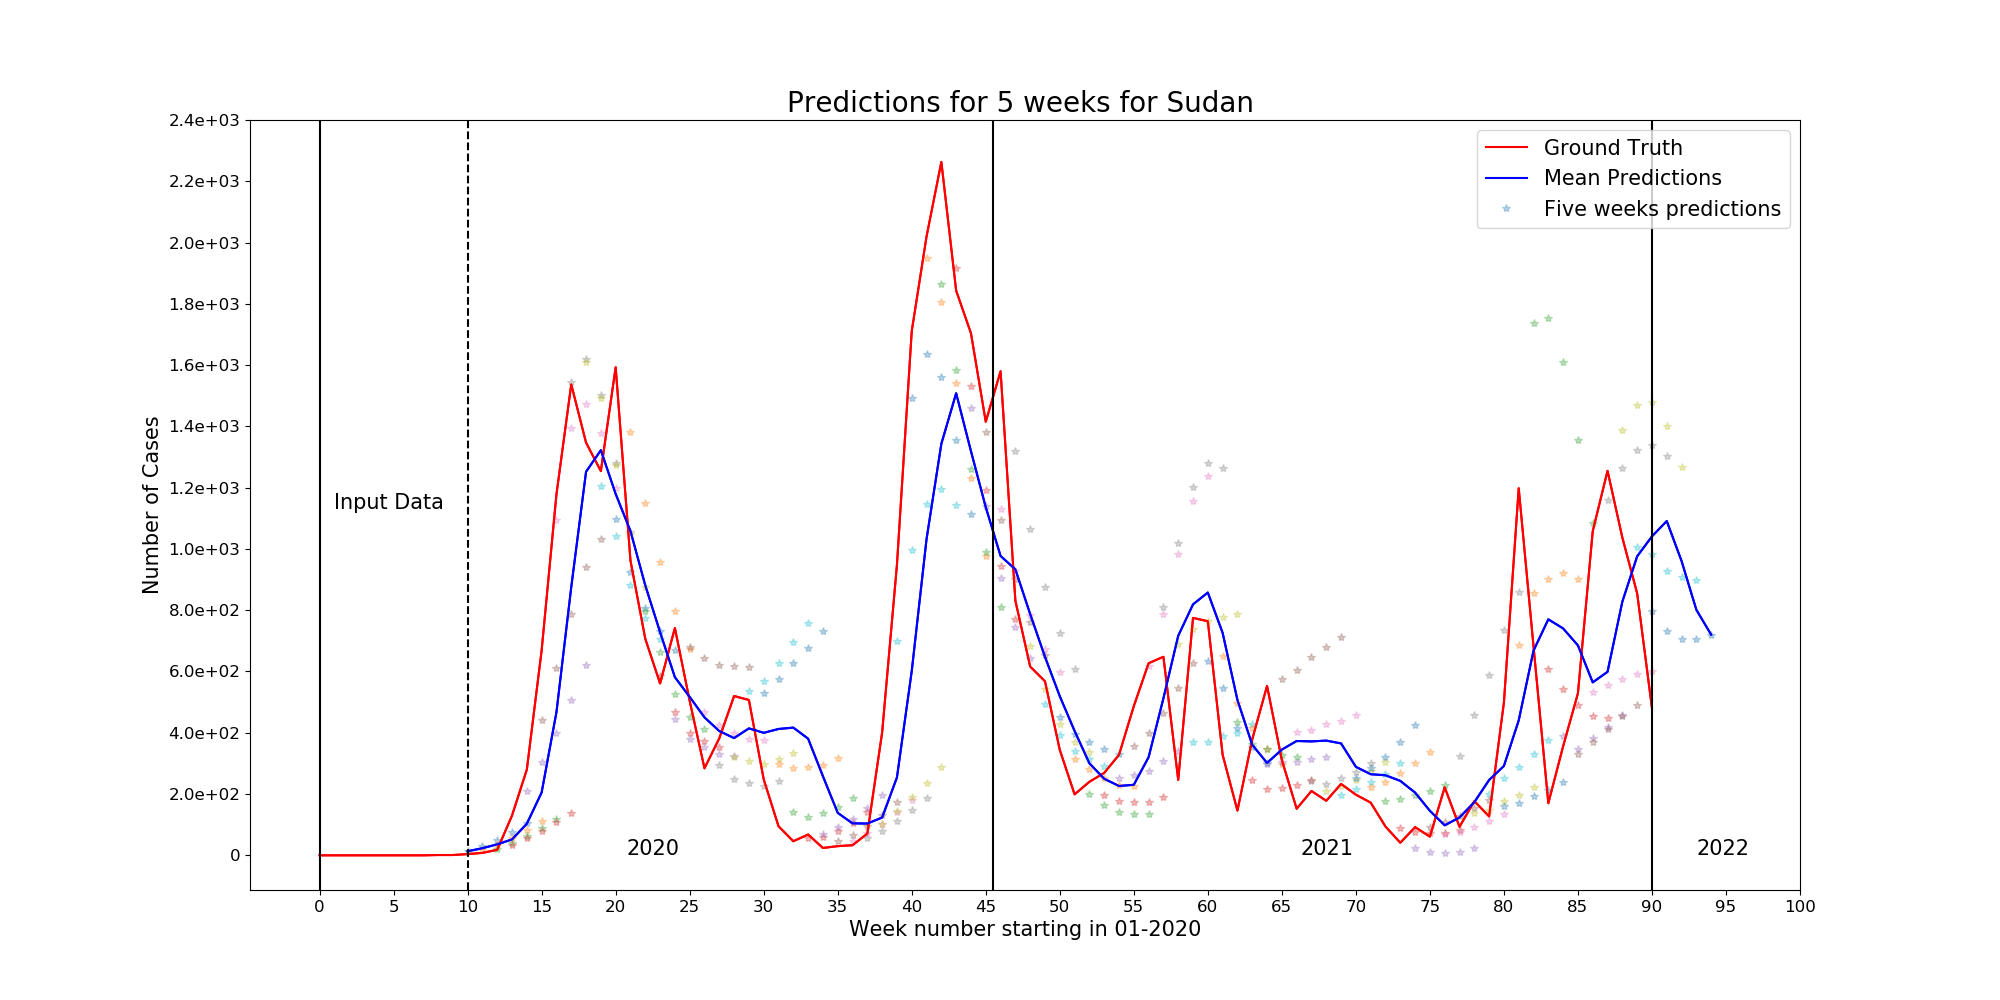 Predictions for 5 weeks for Sudan
2.4e+03
2.2e+03
2.0e+03
1.8e+03
1.6e+03
1.4e+03
1.2e+03
1.0e+03
8.0e+02
6.0e+02
4.0e+02
2.0e+02
0
Number of Cases
Ground Truth
Mean Predictions
Five weeks predictions
Input Data
2020
2021
2022
0 5 10 15 20 25 30 35 40 45 50 55 60 65 70 75 80 85 90 95 100
Week number starting in 01-2020